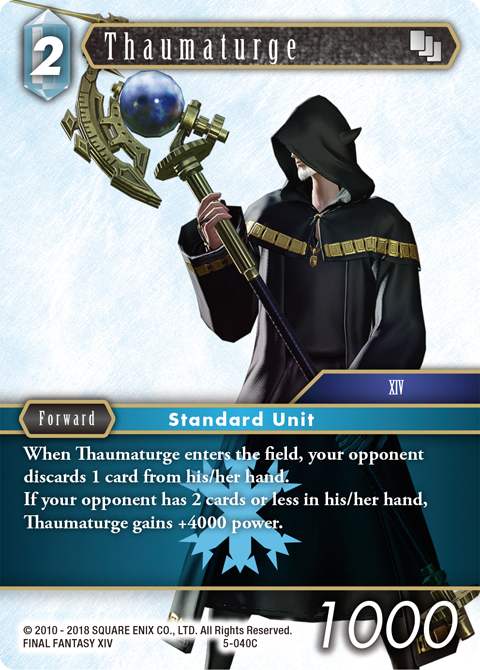 2
Thaumaturge
XIV
Forward
Standard Unit
When Thaumaturge enters the field, your opponent
discards 1 card from his/her hand.
If your opponent has 2 cards or less in his/her hand,
Thaumaturge gains +4000 power.
© 2010 - 2018 SQUARE ENIX CO., LTD. All Rights Reserved.
FINAL FANTASY XIV 5-040C
1000